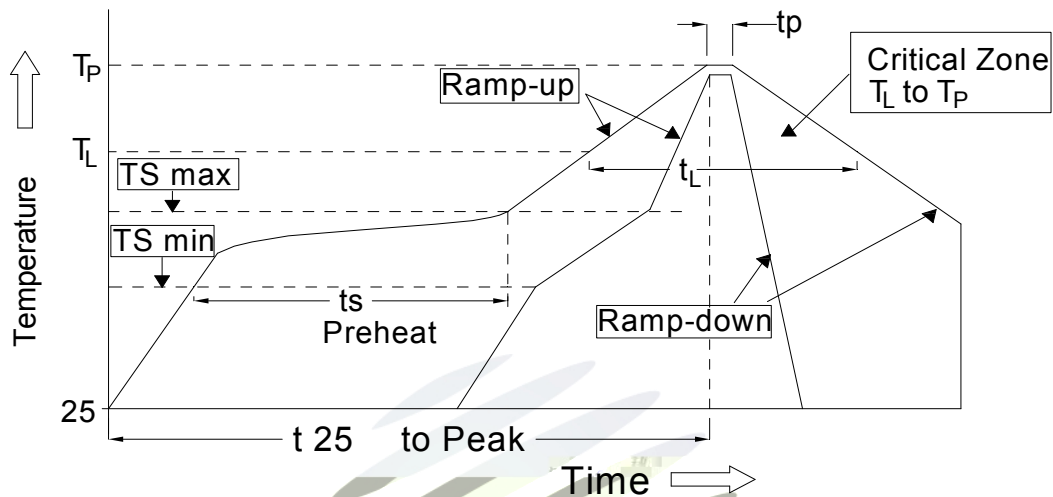 tp
TP
Ramp-up
Critical Zone
TL to TP
TL
tL
TS max
TS min
ts
Preheat
Ramp-down
Temperature
25
t 25 to Peak
Time